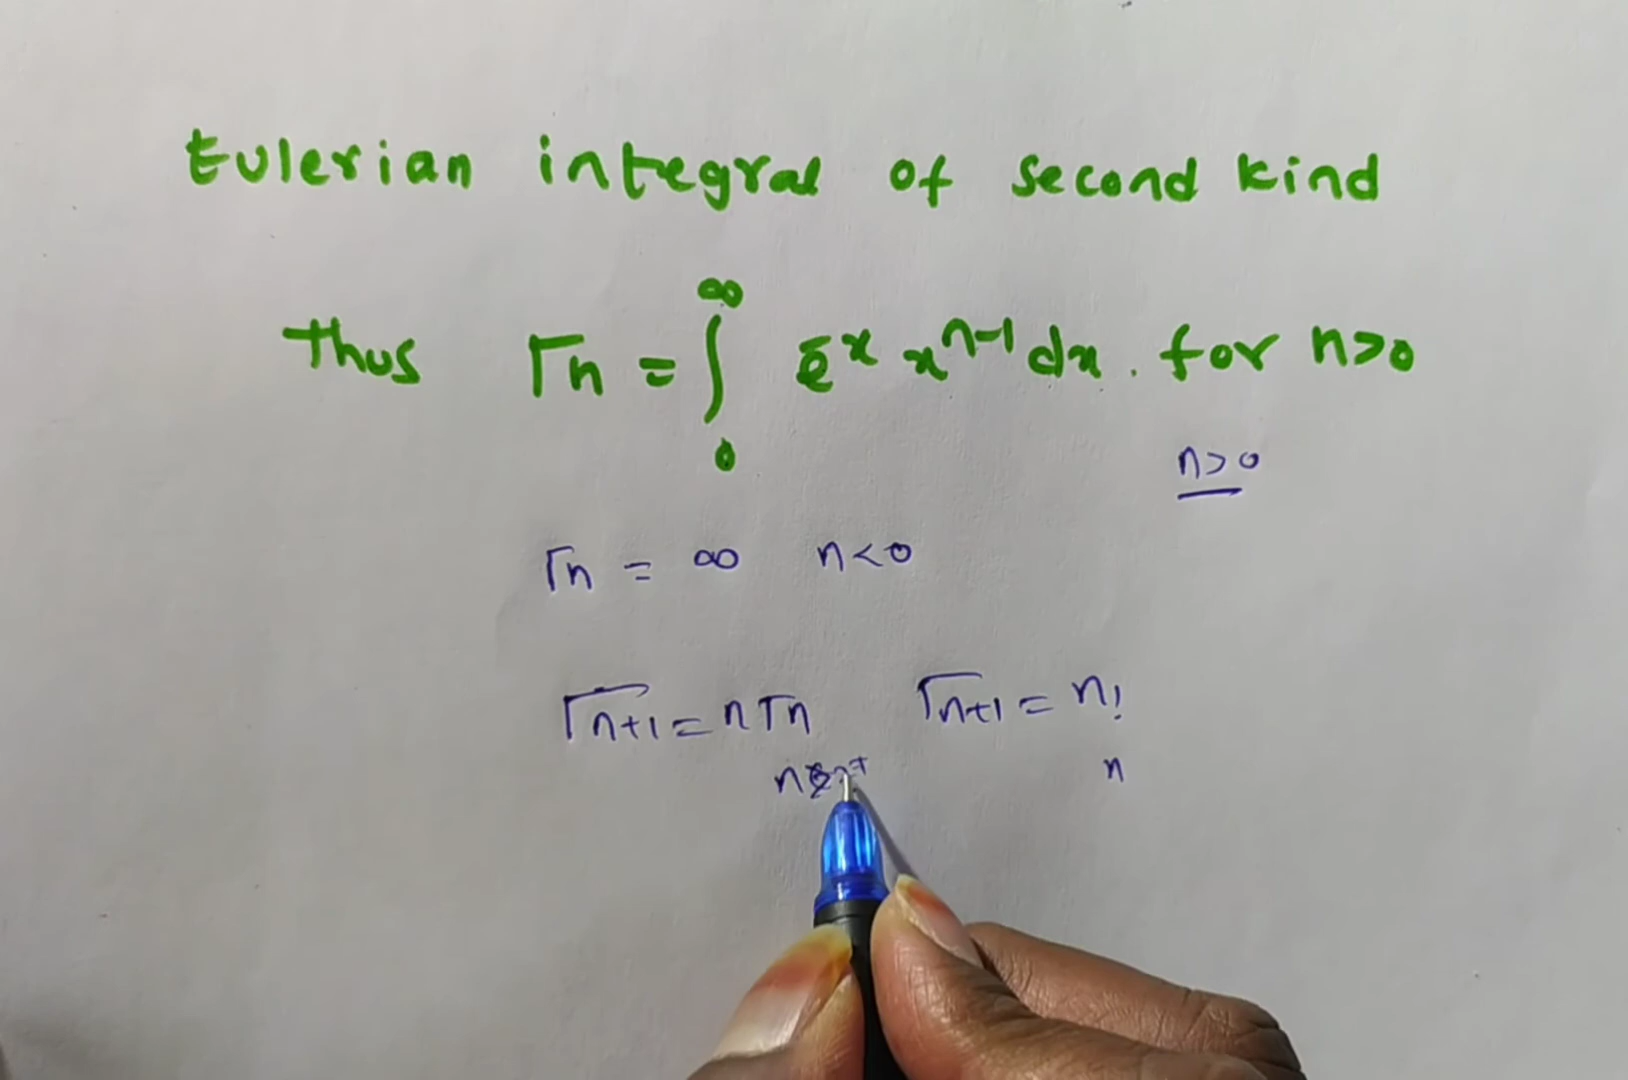 Eulerian integral of second kind
Thus Γn = ∫₀^∞ e⁻ˣ xⁿ⁻¹ dx. for n>0
n>0
Γn = ∞ n<0
Γn+1 = nΓn Γn+1 = n!
n n